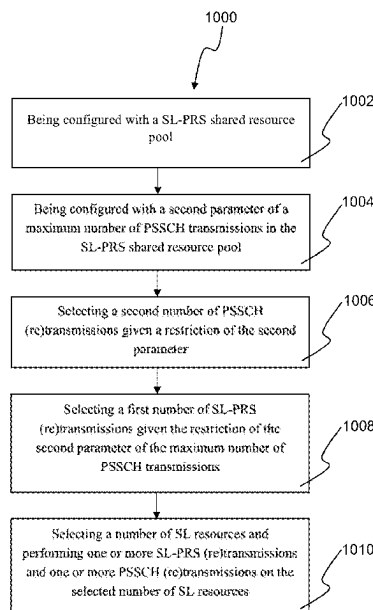 1000
1002
Being configured with a SL-PRS shared resource
pool
1004
Being configured with a second parameter of a
maximum number of PSSCH transmissions in the
SL-PRS shared resource pool
1006
Selecting a second number of PSSCH
(re)transmissions given a restriction of the second
parameter
1008
Selecting a first number of SL-PRS
(re)transmissions given the restriction of the
second parameter of the maximum number of
PSSCH transmissions
1010
Selecting a number of SL resources and
performing one or more SL-PRS (re)transmissions
and one or more PSSCH (re)transmissions on the
selected number of SL resources